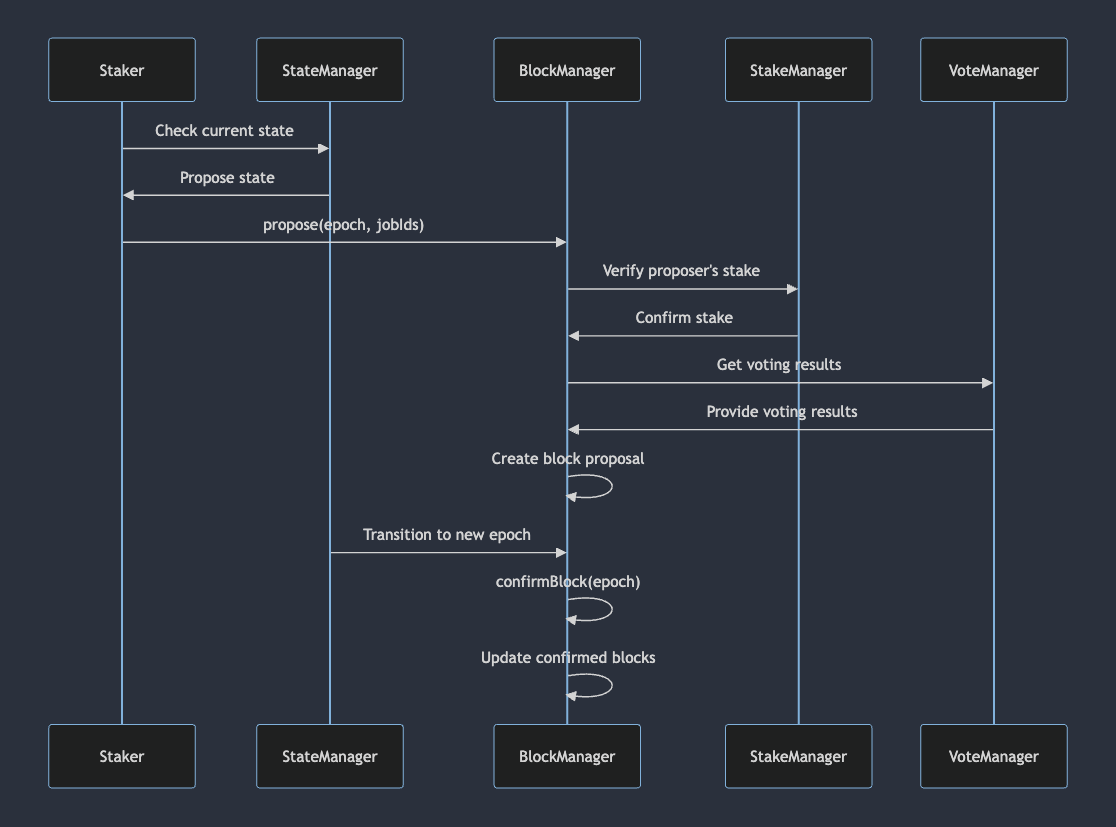 Staker
StateManager
BlockManager
StakeManager
VoteManager
Check current state
Propose state
propose(epoch, jobIds)
Verify proposer's stake
Confirm stake
Get voting results
Provide voting results
Create block proposal
Transition to new epoch
confirmBlock(epoch)
Update confirmed blocks
Staker
StateManager
BlockManager
StakeManager
VoteManager